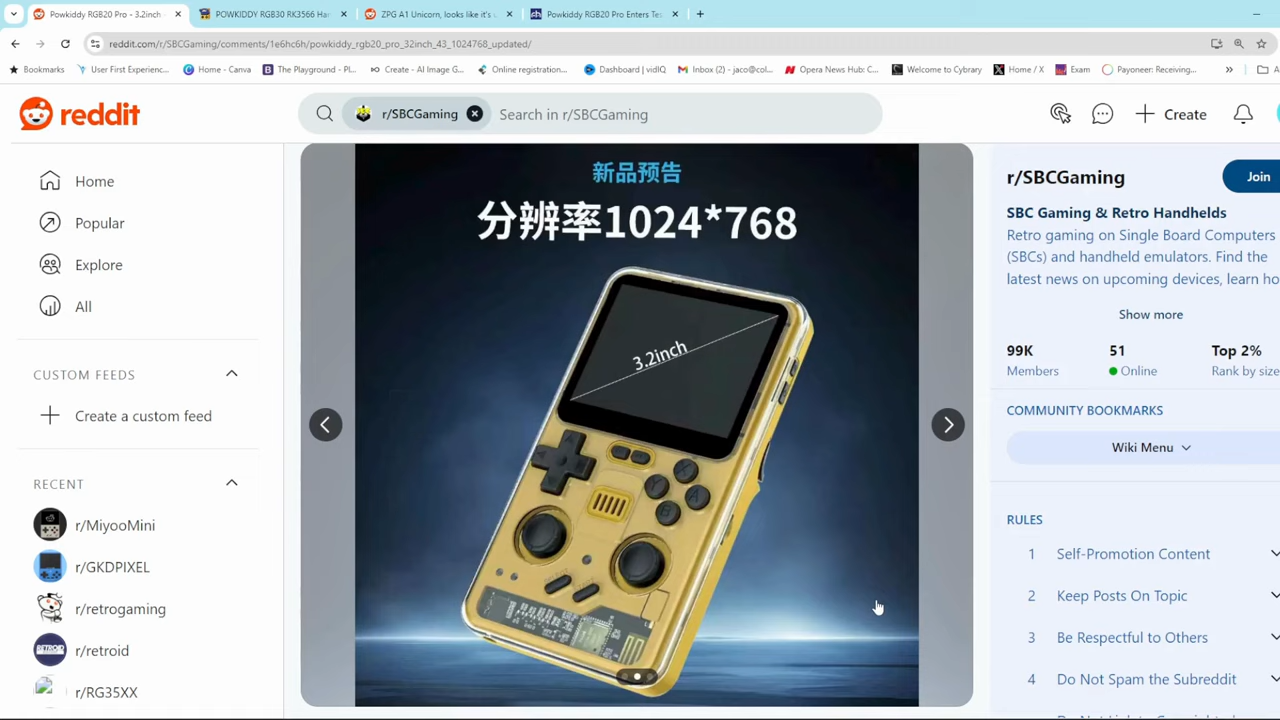 Powkiddy RGB20 Pro - 3.2inch
POWKIDDY RGB30 RK3566 Har
ZPG A1 Unicorn, looks like it's
Powkiddy RGB20 Pro Enters Tes
reddit.com/r/SBCGaming/comments/1e6hc6h/powkiddy_rgb20_pro_32inch_43_1024768_updated/
Bookmarks
User First Experienc...
Home - Canva
The Playground - Pl...
Create - AI Image G...
Online registration...
Dashboard | vidIQ
Inbox (2) - jaco@col...
Opera News Hub: C...
Welcome to Cybrary
Home / X
Exam
Payoneer: Receiving...
reddit
r/SBCGaming
Search in r/SBCGaming
Create
Home
Popular
Explore
All
CUSTOM FEEDS
Create a custom feed
RECENT
r/MiyooMini
r/GKDPIXEL
r/retrogaming
r/retroid
r/RG35XX
新品预告
分辨率1024*768
3.2inch
A
B
r/SBCGaming
Join
SBC Gaming & Retro Handhelds
Retro gaming on Single Board Computers
(SBCs) and handheld emulators. Find the
latest news on upcoming devices, learn ho
Show more
99K 51 Top 2%
Members Online Rank by size
COMMUNITY BOOKMARKS
Wiki Menu
RULES
1 Self-Promotion Content
2 Keep Posts On Topic
3 Be Respectful to Others
4 Do Not Spam the Subreddit